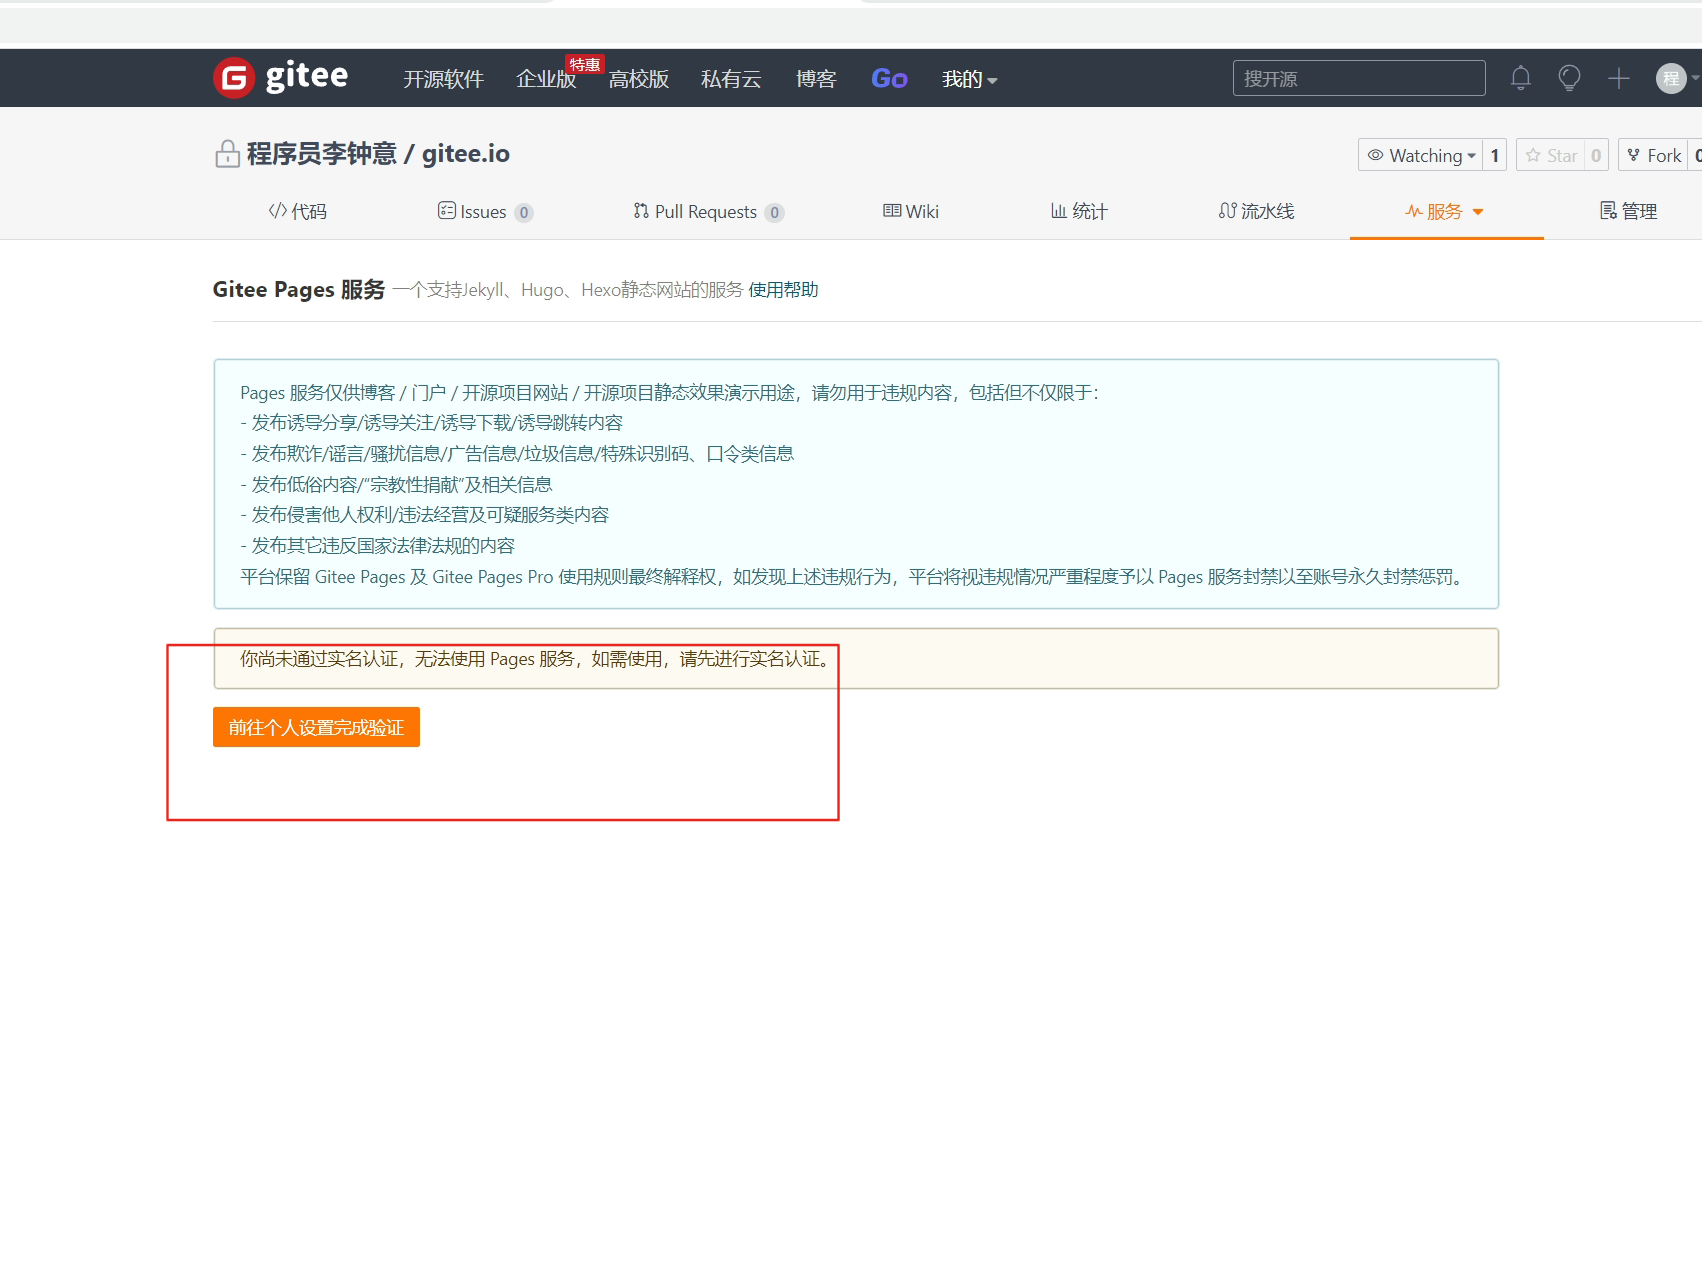 gitee 开源软件 企业版 特惠 高校版 私有云 博客 Go 我的 搜开源 程
程序员李钟意 / gitee.io Watching 1 Star 0 Fork
代码 Issues 0 Pull Requests 0 Wiki 统计 流水线 服务 管理
Gitee Pages 服务 一个支持Jekyll、Hugo、Hexo静态网站的服务 使用帮助
Pages 服务仅供博客 / 门户 / 开源项目网站 / 开源项目静态效果演示用途，请勿用于违规内容，包括但不仅限于：
- 发布诱导分享/诱导关注/诱导下载/诱导跳转内容
- 发布欺诈/谣言/骚扰信息/广告信息/垃圾信息/特殊识别码、口令类信息
- 发布低俗内容/“宗教性捐献”及相关信息
- 发布侵害他人权利/违法经营及可疑服务类内容
- 发布其它违反国家法律法规的内容
平台保留 Gitee Pages 及 Gitee Pages Pro 使用规则最终解释权，如发现上述违规行为，平台将视违规情况严重程度予以 Pages 服务封禁以至账号永久封禁惩罚。
你尚未通过实名认证，无法使用 Pages 服务，如需使用，请先进行实名认证。
前往个人设置完成验证